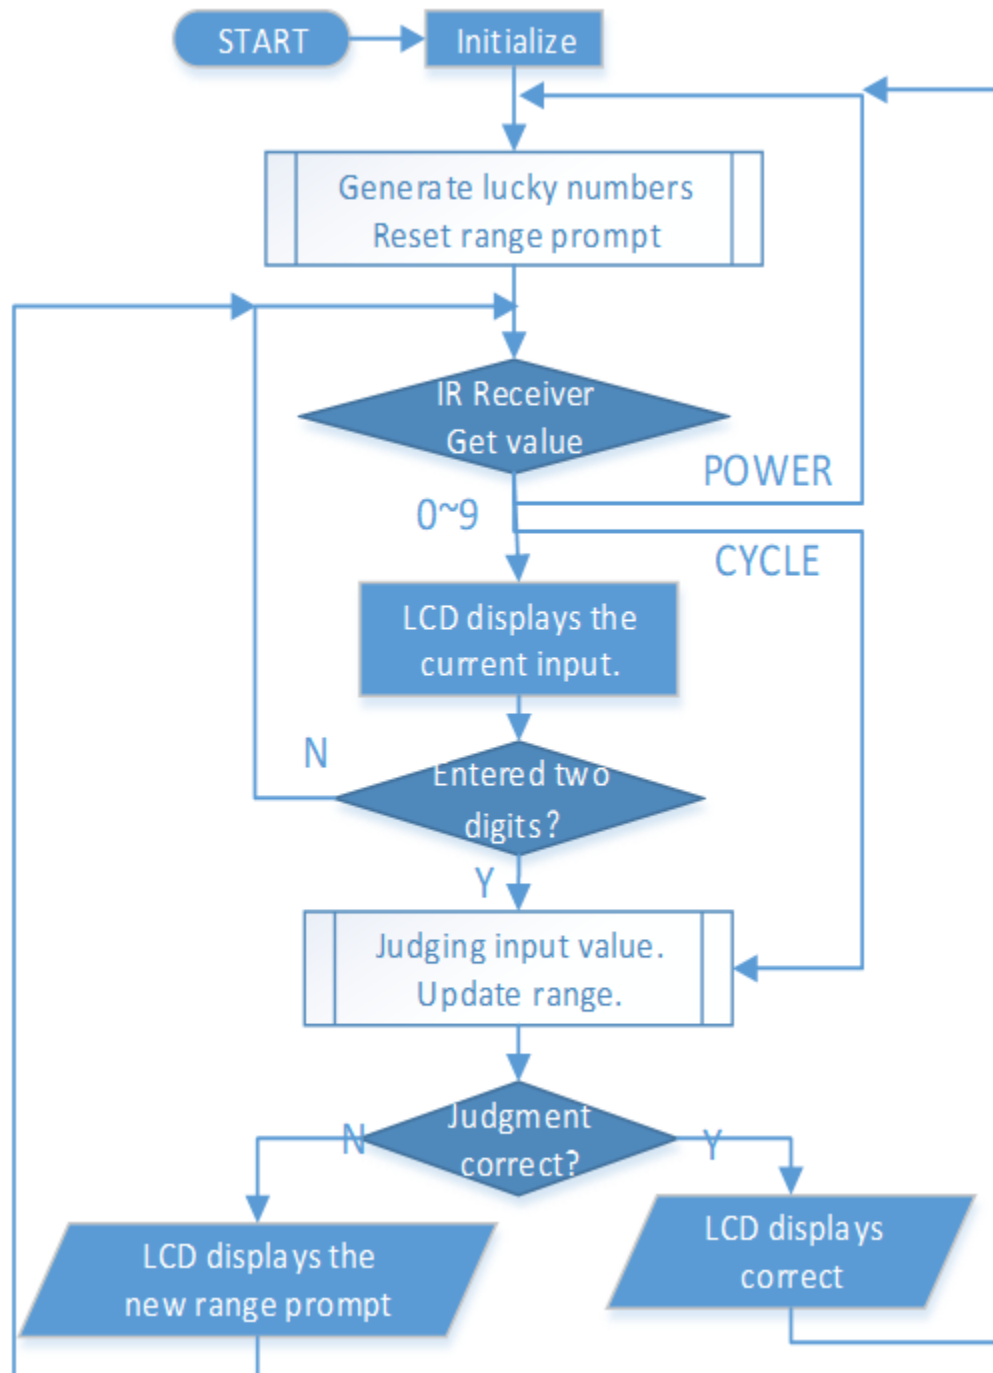 START
Initialize
Generate lucky numbers
Reset range prompt
IR Receiver
Get value
POWER
0~9
CYCLE
LCD displays the
current input.
N
Entered two
digits?
Y
Judging input value.
Update range.
Judgment
correct?
N
Y
LCD displays
correct
LCD displays the
new range prompt